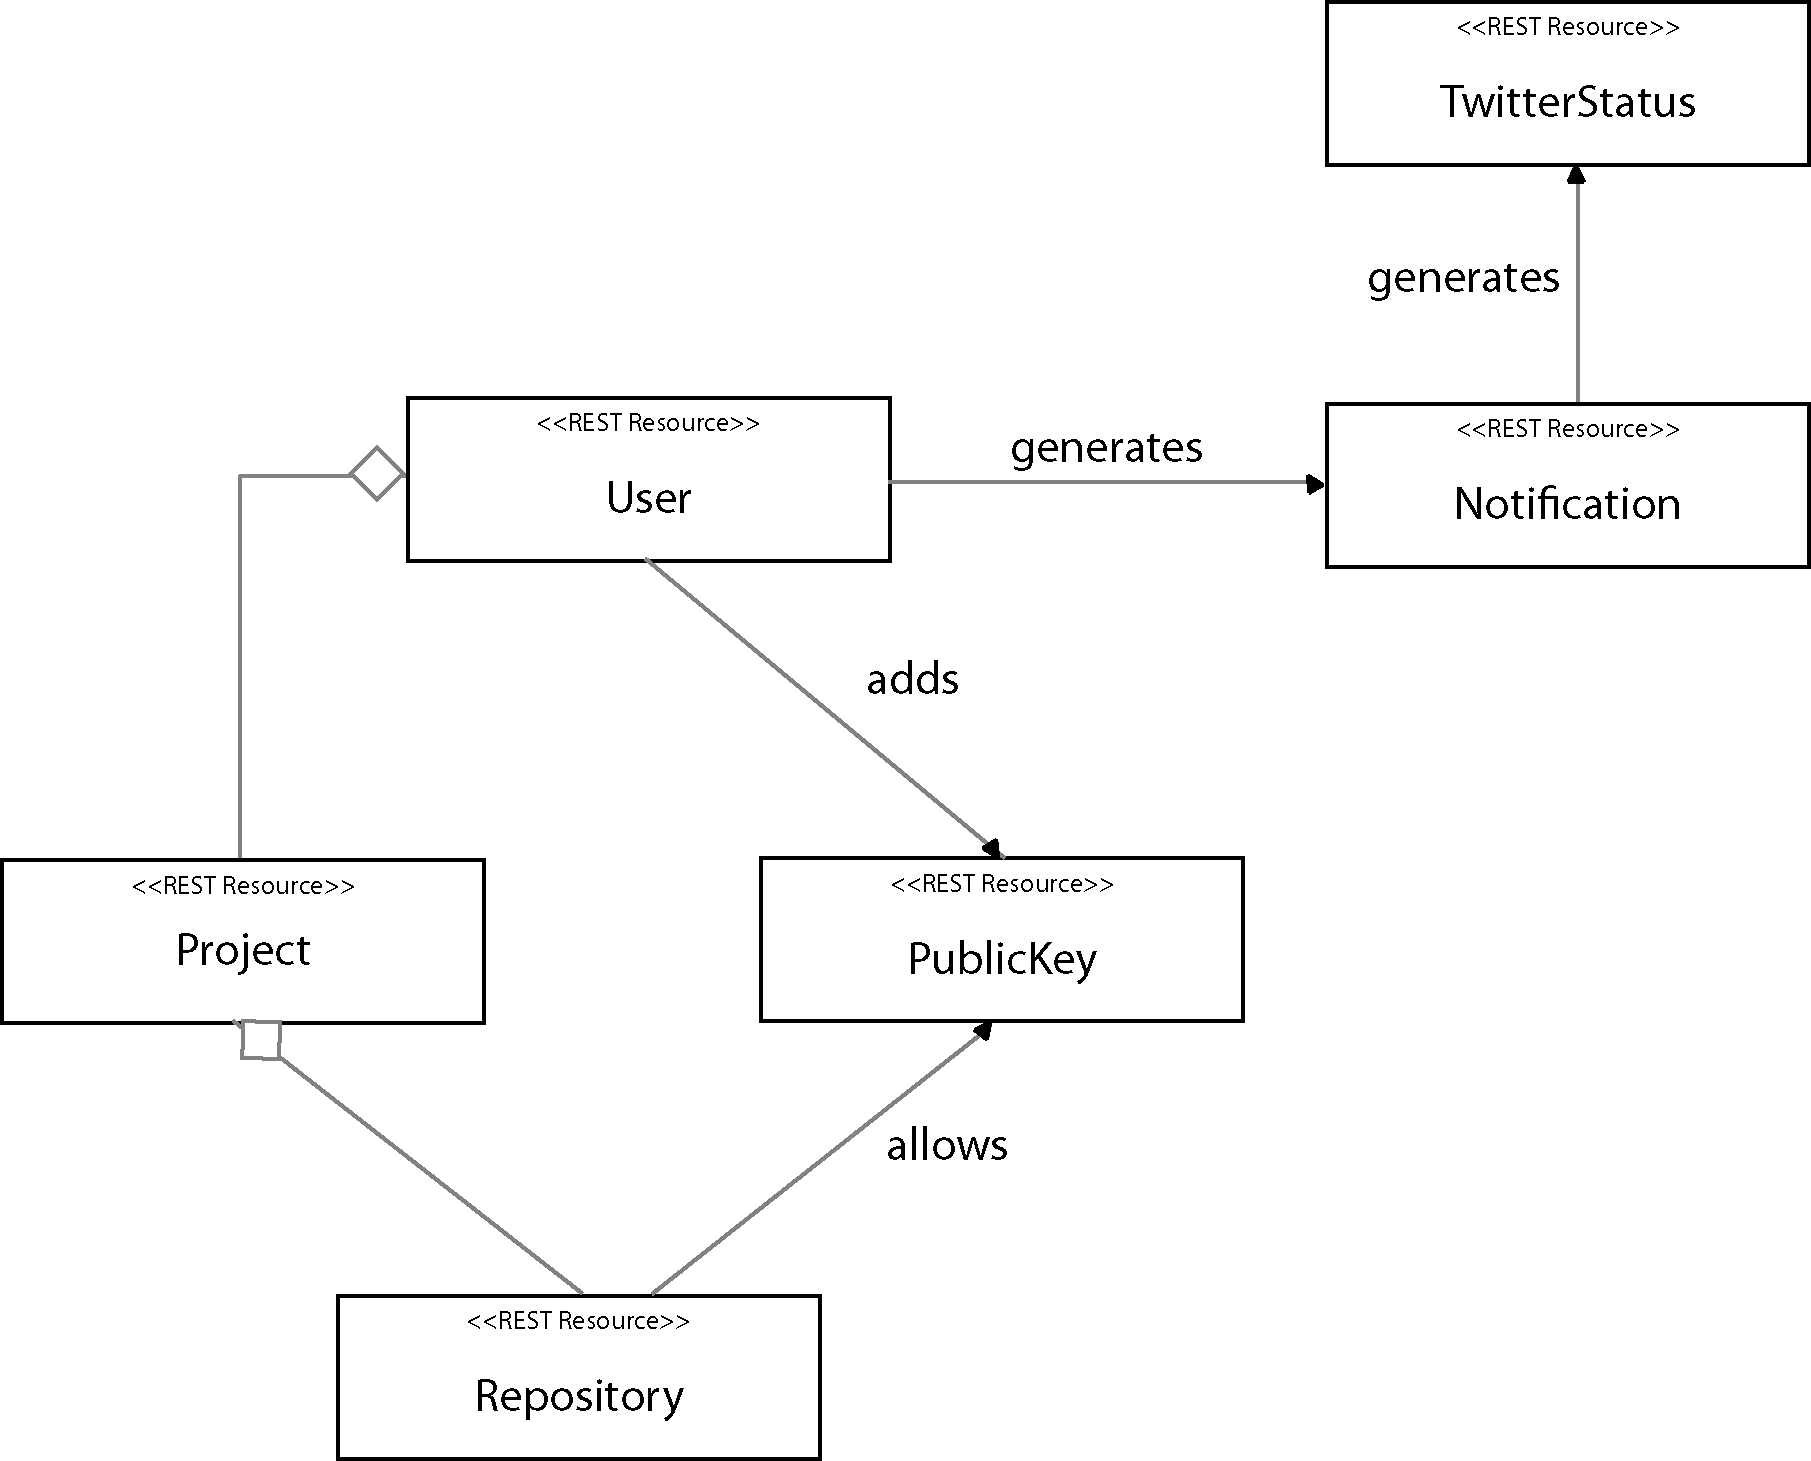 <<REST Resource>>
TwitterStatus
generates
<<REST Resource>>
User
generates
<<REST Resource>>
Notification
adds
<<REST Resource>>
Project
<<REST Resource>>
PublicKey
allows
<<REST Resource>>
Repository